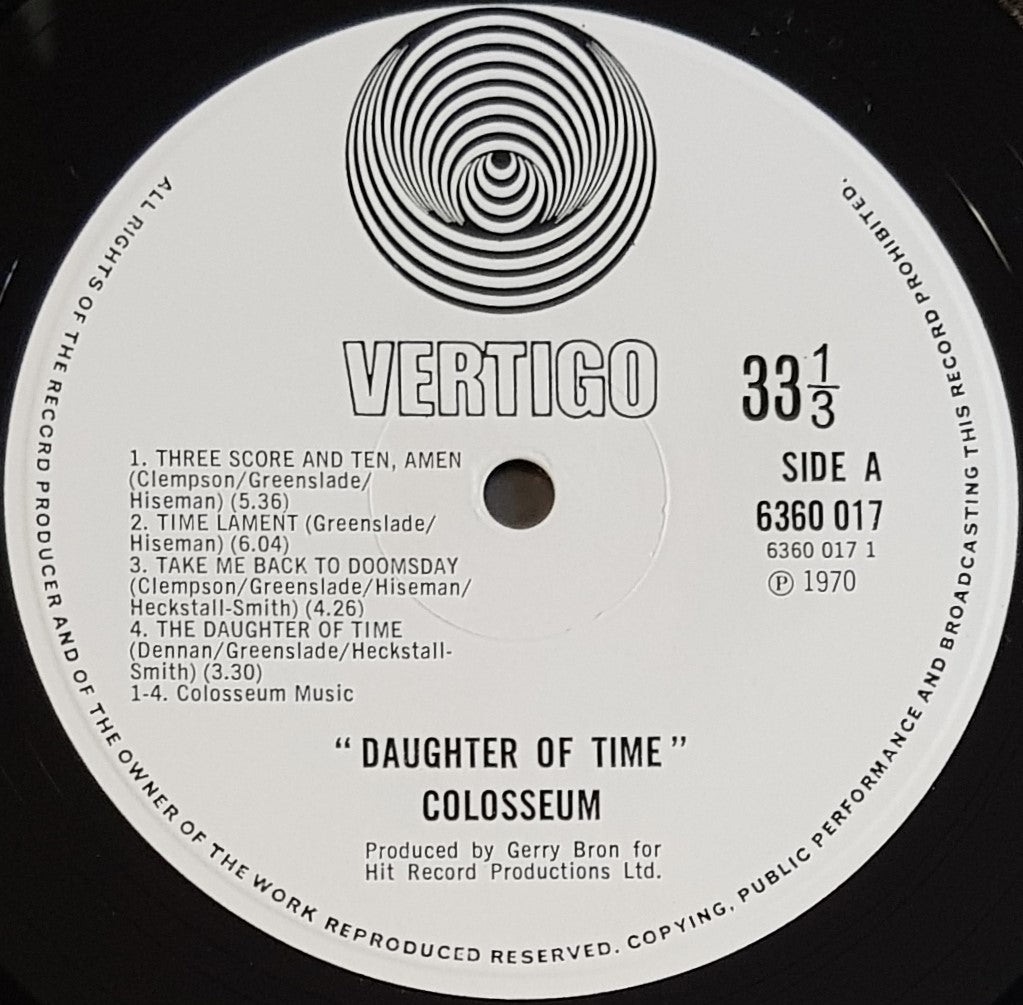 VERTIGO
33 1/3
SIDE A
6360 017
6360 017 1
Ⓟ 1970
1. THREE SCORE AND TEN, AMEN
(Clempson/Greenslade/
Hiseman) (5.36)
2. TIME LAMENT (Greenslade/
Hiseman) (6.04)
3. TAKE ME BACK TO DOOMSDAY
(Clempson/Greenslade/Hiseman/
Heckstall-Smith) (4.26)
4. THE DAUGHTER OF TIME
(Dennan/Greenslade/Heckstall-
Smith) (3.30)
1-4. Colosseum Music
“DAUGHTER OF TIME”
COLOSSEUM
Produced by Gerry Bron for
Hit Record Productions Ltd.
ALL RIGHTS OF THE RECORD PRODUCER AND OF THE OWNER OF THE WORK REPRODUCED RESERVED. COPYING, PUBLIC PERFORMANCE AND BROADCASTING THIS RECORD PROHIBITED.